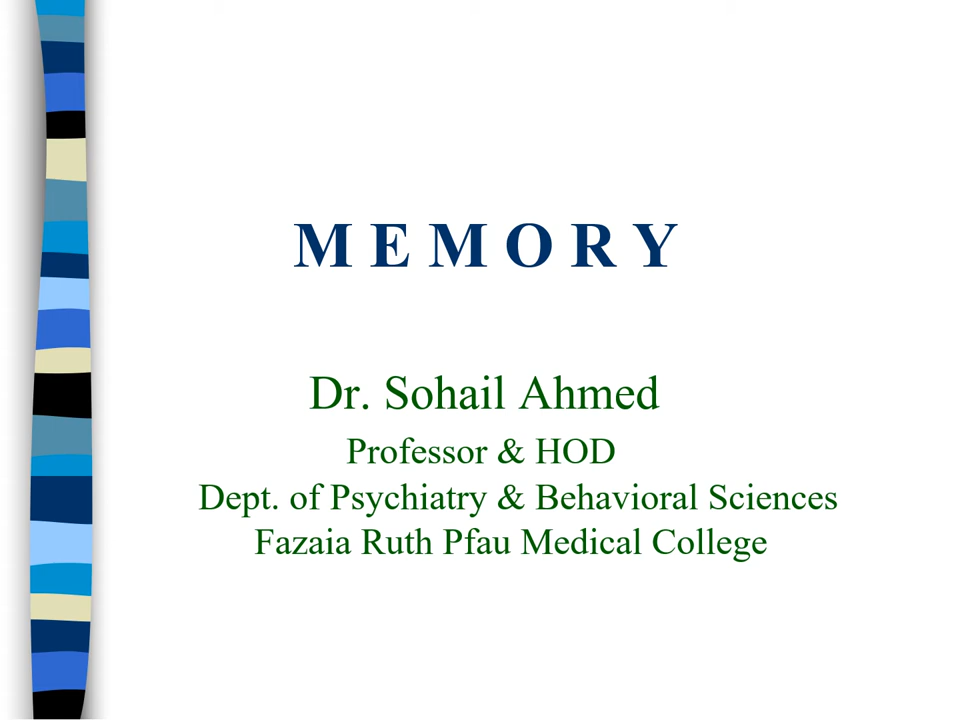 M E M O R Y
Dr. Sohail Ahmed
Professor & HOD
Dept. of Psychiatry & Behavioral Sciences
Fazaia Ruth Pfau Medical College